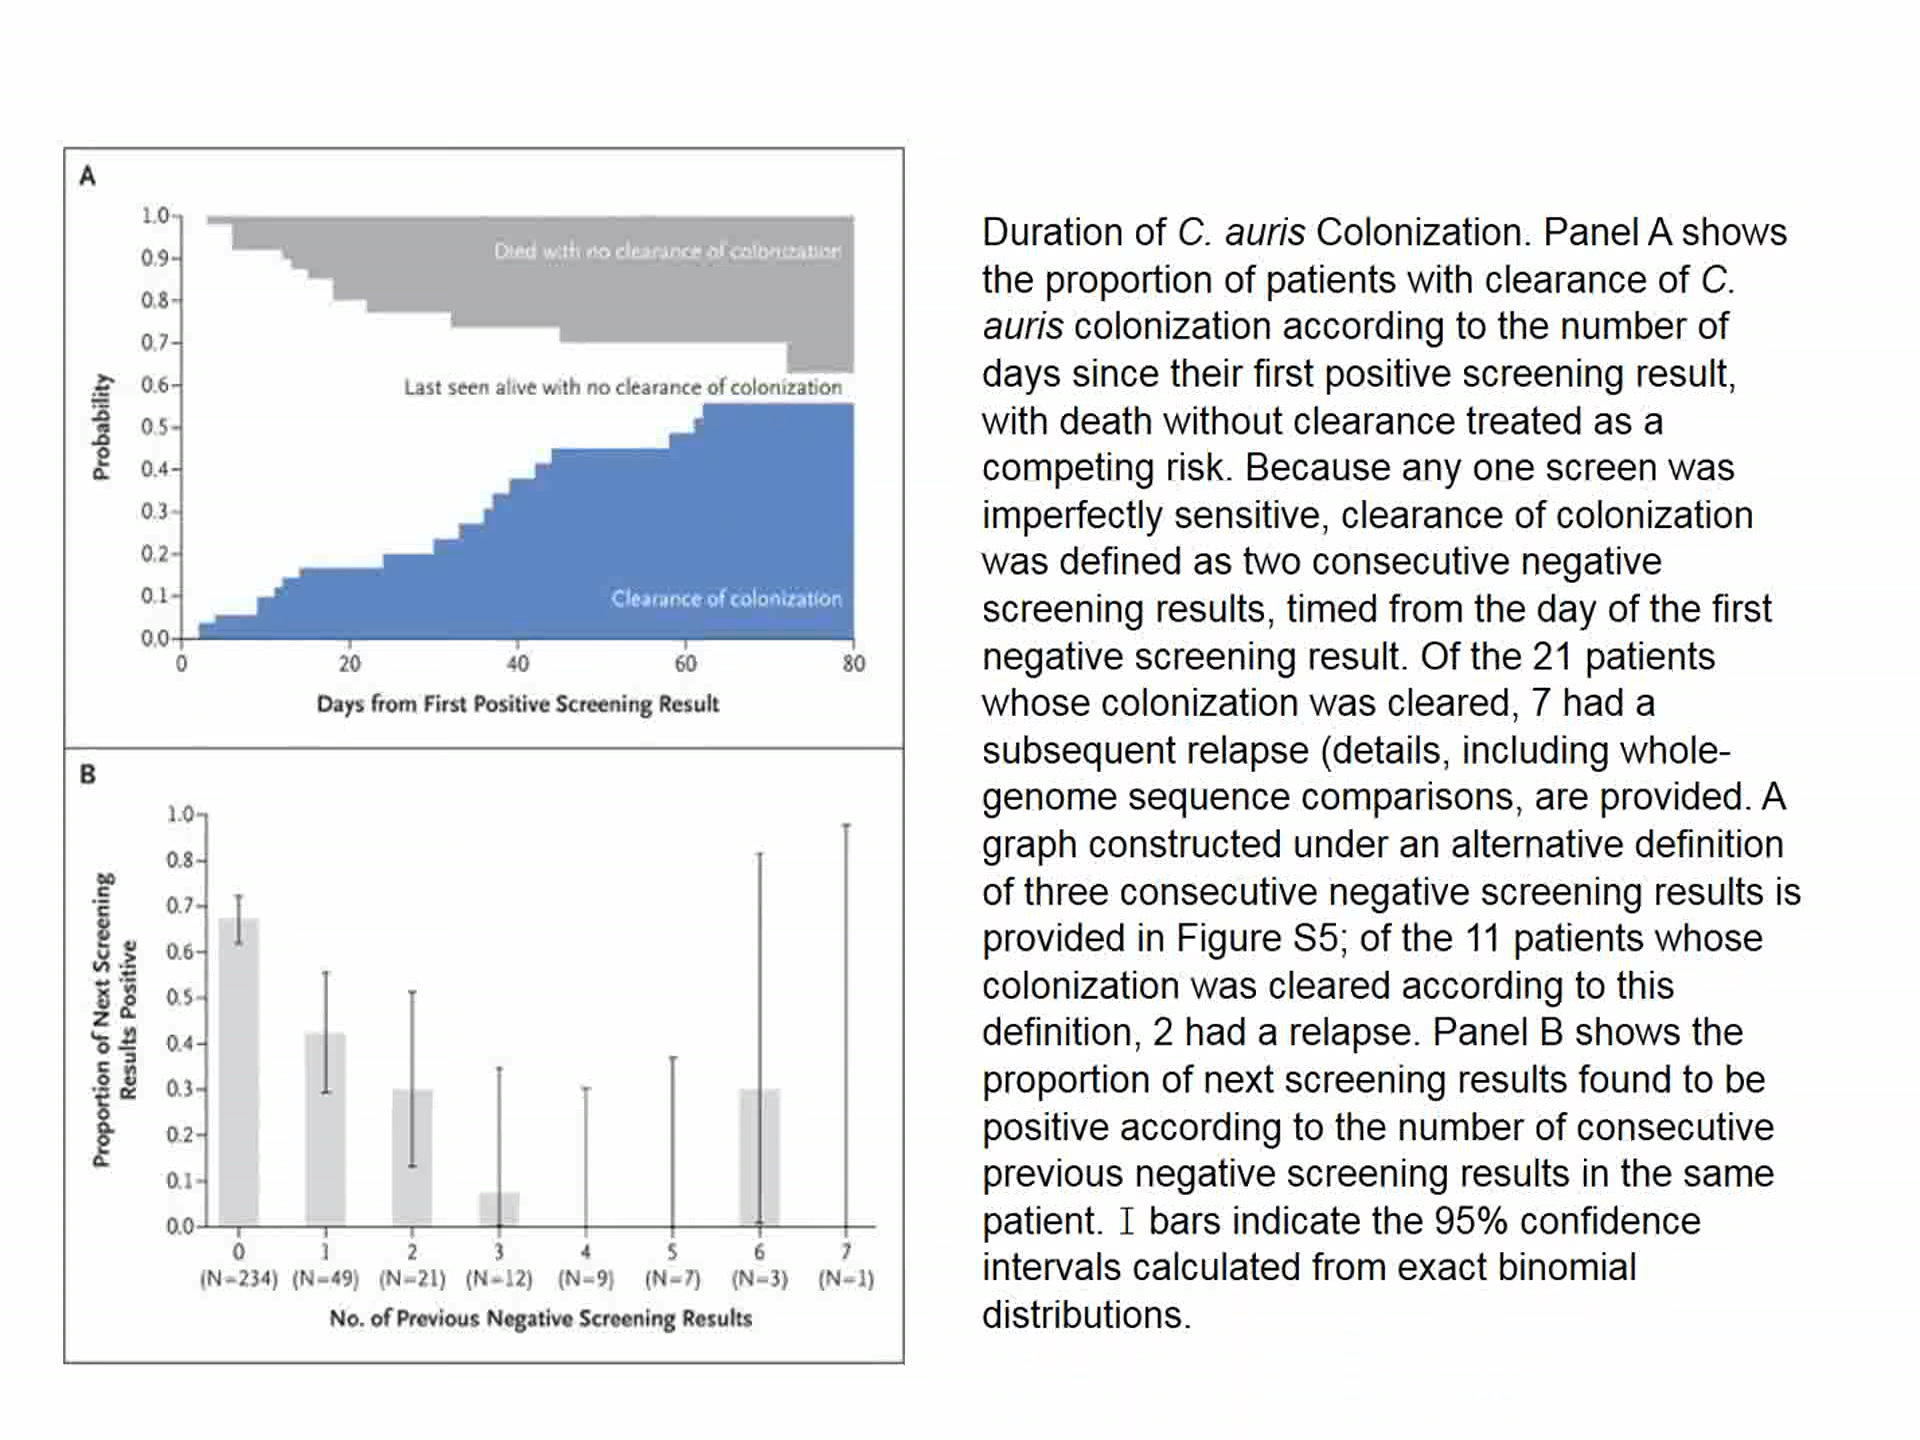 A
1.0
0.9
0.8
0.7
0.6
0.5
0.4
0.3
0.2
0.1
0.0
Probability
Died with no clearance of colonization
Last seen alive with no clearance of colonization
Clearance of colonization
0 20 40 60 80
Days from First Positive Screening Result
B
1.0
0.8
0.7
0.6
0.5
0.4
0.3
0.2
0.1
0.0
Proportion of Next Screening
Results Positive
0 1 2 3 4 5 6 7
(N=234) (N=49) (N=21) (N=12) (N=9) (N=7) (N=3) (N=1)
No. of Previous Negative Screening Results
Duration of C. auris Colonization. Panel A shows
the proportion of patients with clearance of C.
auris colonization according to the number of
days since their first positive screening result,
with death without clearance treated as a
competing risk. Because any one screen was
imperfectly sensitive, clearance of colonization
was defined as two consecutive negative
screening results, timed from the day of the first
negative screening result. Of the 21 patients
whose colonization was cleared, 7 had a
subsequent relapse (details, including whole-
genome sequence comparisons, are provided. A
graph constructed under an alternative definition
of three consecutive negative screening results is
provided in Figure S5; of the 11 patients whose
colonization was cleared according to this
definition, 2 had a relapse. Panel B shows the
proportion of next screening results found to be
positive according to the number of consecutive
previous negative screening results in the same
patient. I bars indicate the 95% confidence
intervals calculated from exact binomial
distributions.